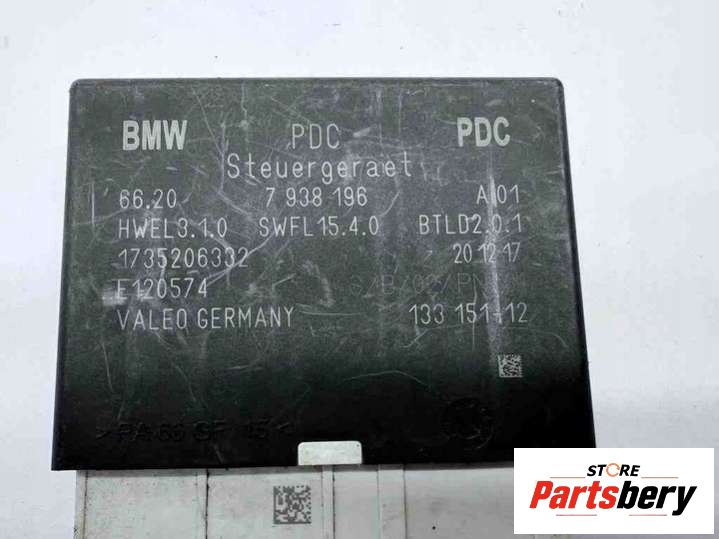 BMW PDC PDC
Steuergeraet
66.20 7 938 196 A 01
HWEL3.1.0 SWFL15.4.0 BTLD2.0.1
1735206332 20.12.17
E120574
VALEO GERMANY 133 151-12
STORE
Partsbery